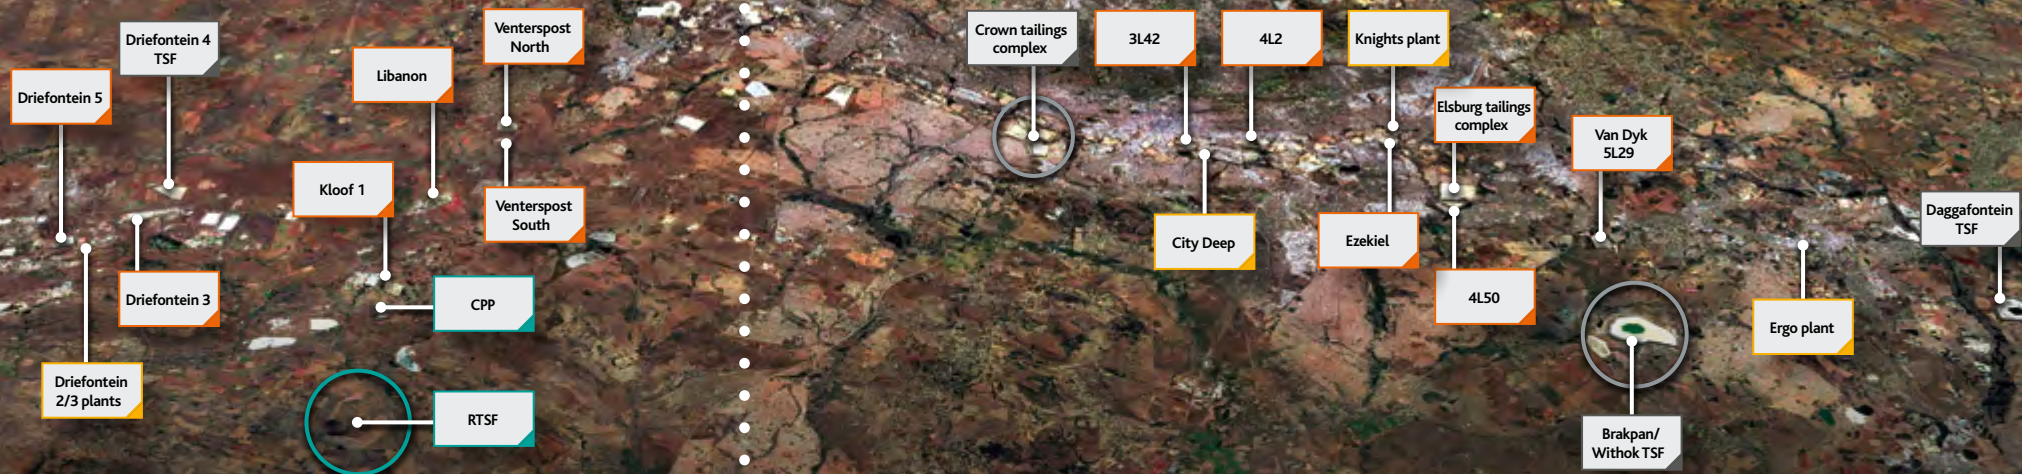 Driefontein 5
Driefontein 4
TSF
Libanon
Venterspost
North
Kloof 1
Venterspost
South
Driefontein 3
CPP
Driefontein
2/3 plants
RTSF
Crown tailings
complex
3L42
4L2
Knights plant
Elsburg tailings
complex
Van Dyk
5L29
City Deep
Ezekiel
4L50
Daggafontein
TSF
Ergo plant
Brakpan/
Withok TSF